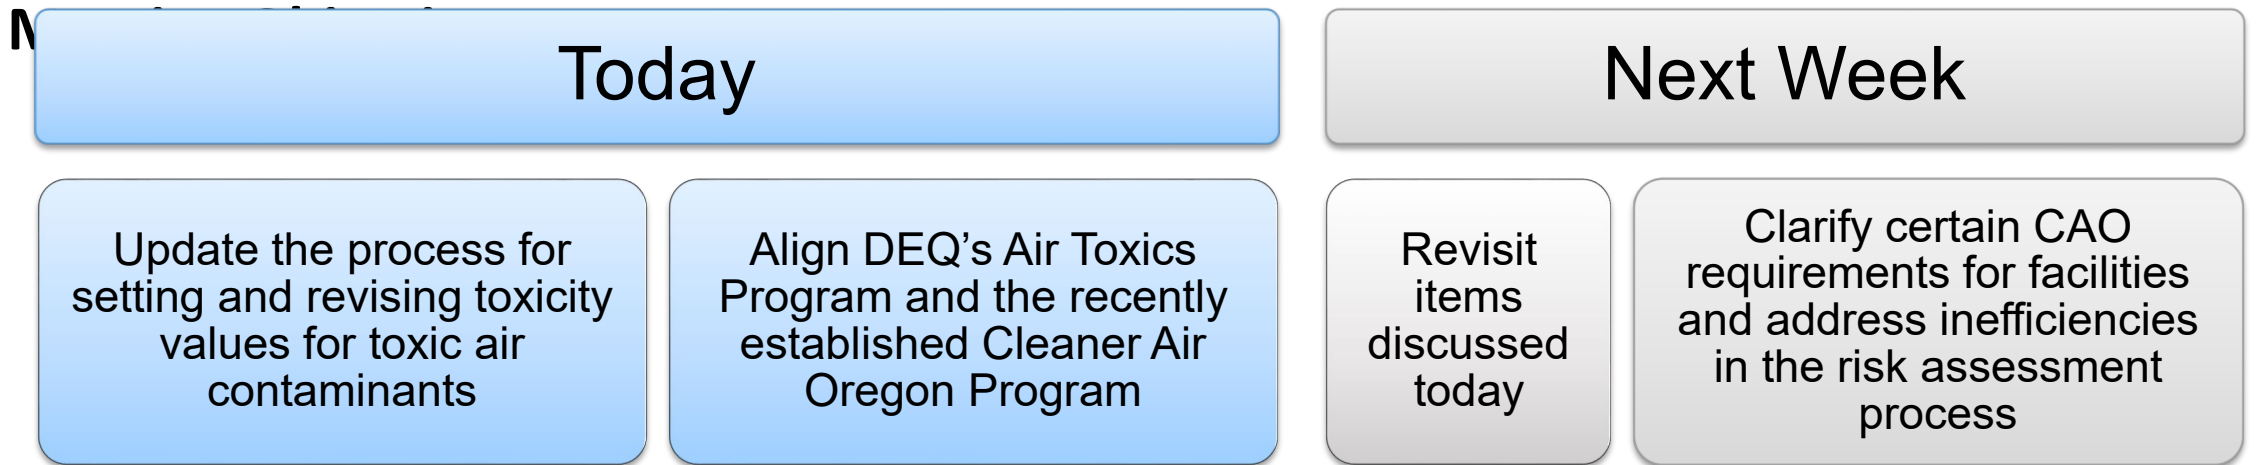 Today
Next Week
Update the process for
setting and revising toxicity
values for toxic air
contaminants
Align DEQ’s Air Toxics
Program and the recently
established Cleaner Air
Oregon Program
Revisit
items
discussed
today
Clarify certain CAO
requirements for facilities
and address inefficiencies
in the risk assessment
process